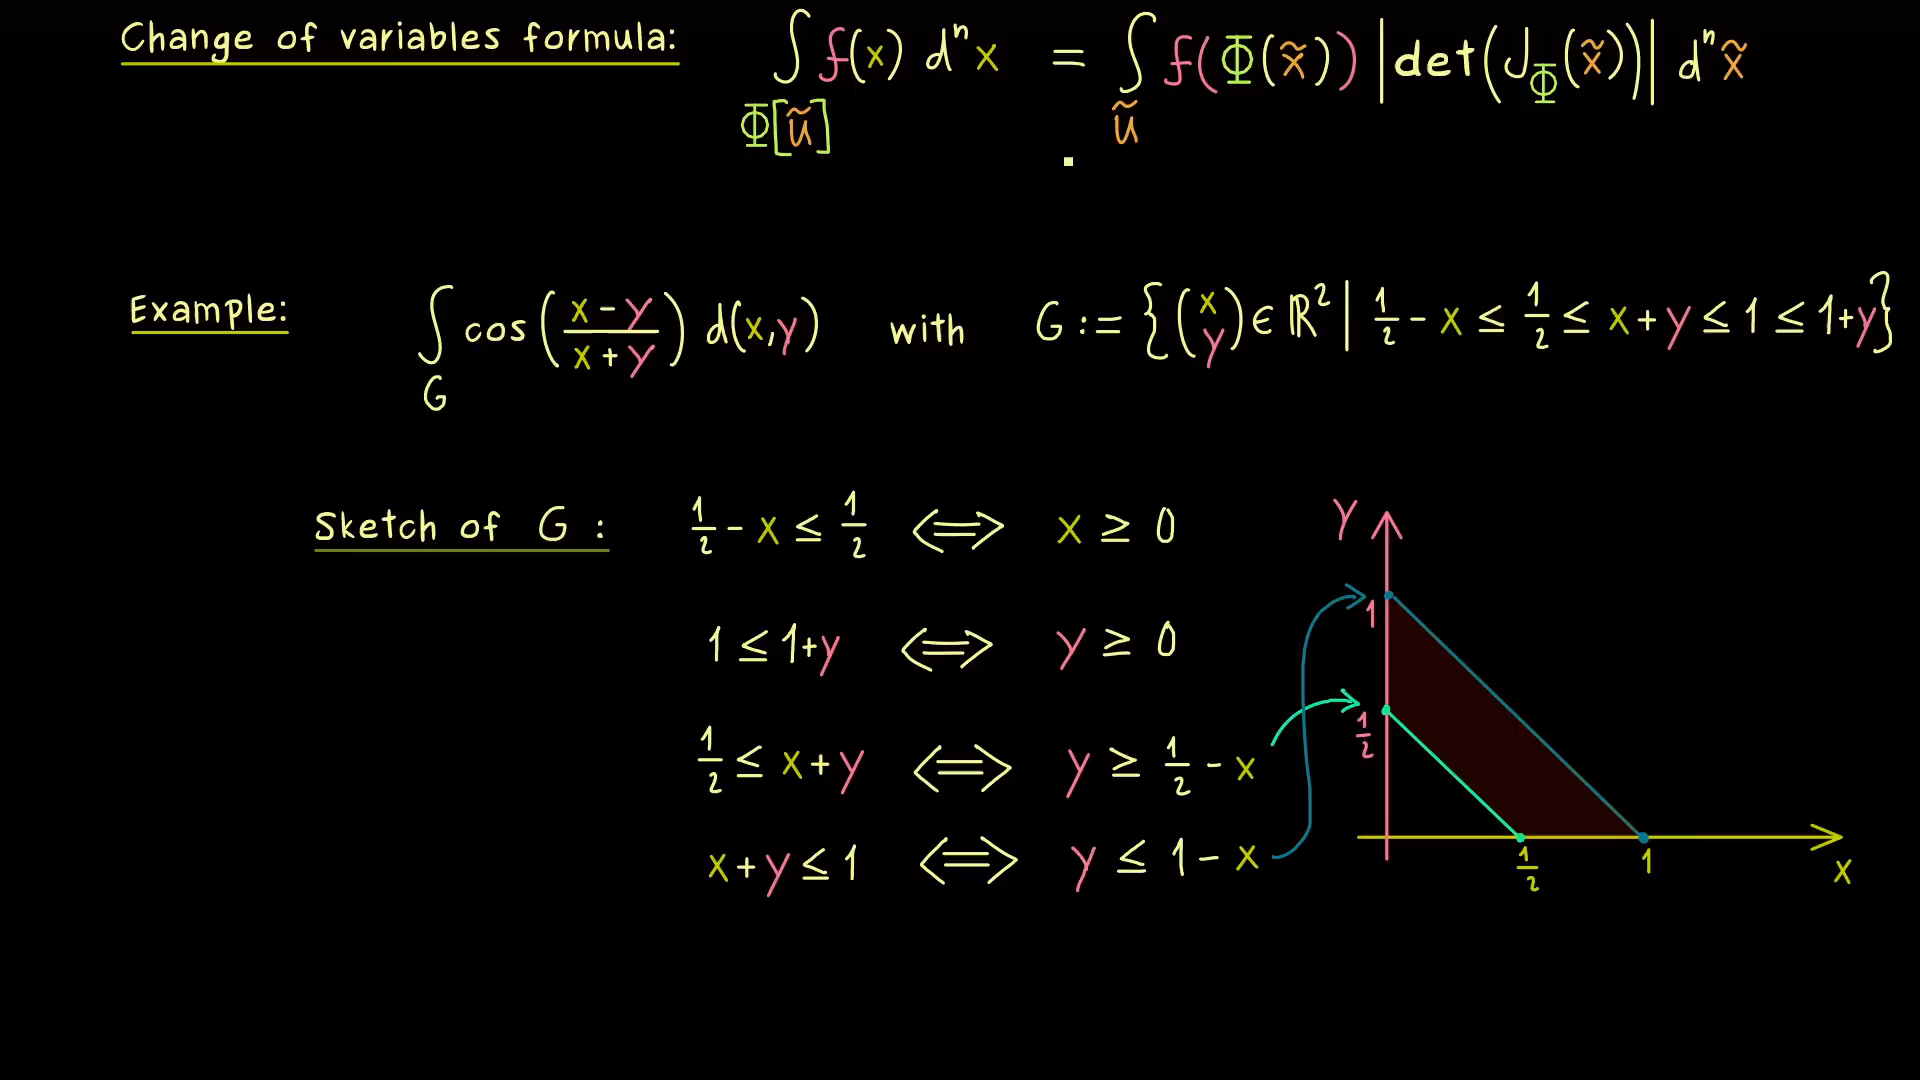 Change of variables formula: ∫_{Φ[ũ]} f(x) dⁿx = ∫_ũ f(Φ(x̃)) |det(J_Φ(x̃))| dⁿx̃
Example: ∫_G cos((x - y)/(x + y)) d(x,y) with G := {(x y) ∈ ℝ² | 1/2 - x ≤ 1/2 ≤ x + y ≤ 1 ≤ 1+y}
Sketch of G : 1/2 - x ≤ 1/2 ⟺ x ≥ 0
1 ≤ 1+y ⟺ y ≥ 0
1/2 ≤ x + y ⟺ y ≥ 1/2 - x
x + y ≤ 1 ⟺ y ≤ 1 - x
y
1
1/2
1/2 1 x